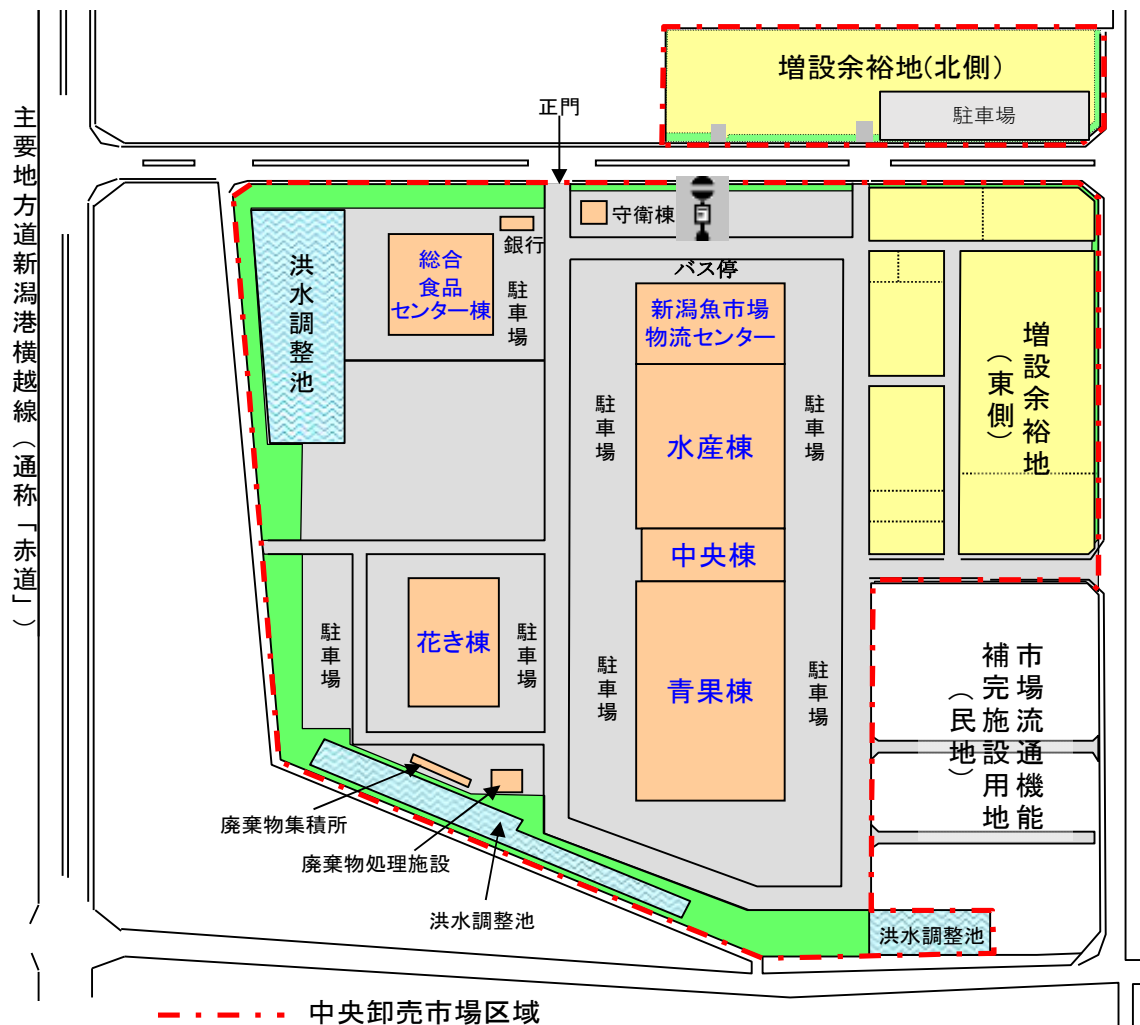 増設余裕地(北側)
駐車場
正門
主要地方道新潟港横越線(通称「赤道」)
守衛棟
銀行
総合
食品
センター棟
駐車場
洪水調整池
バス停
新潟魚市場
物流センター
駐車場
水産棟
駐車場
中央棟
増設余裕地
(東側)
駐車場
花き棟
駐車場
駐車場
青果棟
駐車場
市場流通機能
補完施設用地
(民地)
廃棄物集積所
廃棄物処理施設
洪水調整池
洪水調整池
中央卸売市場区域